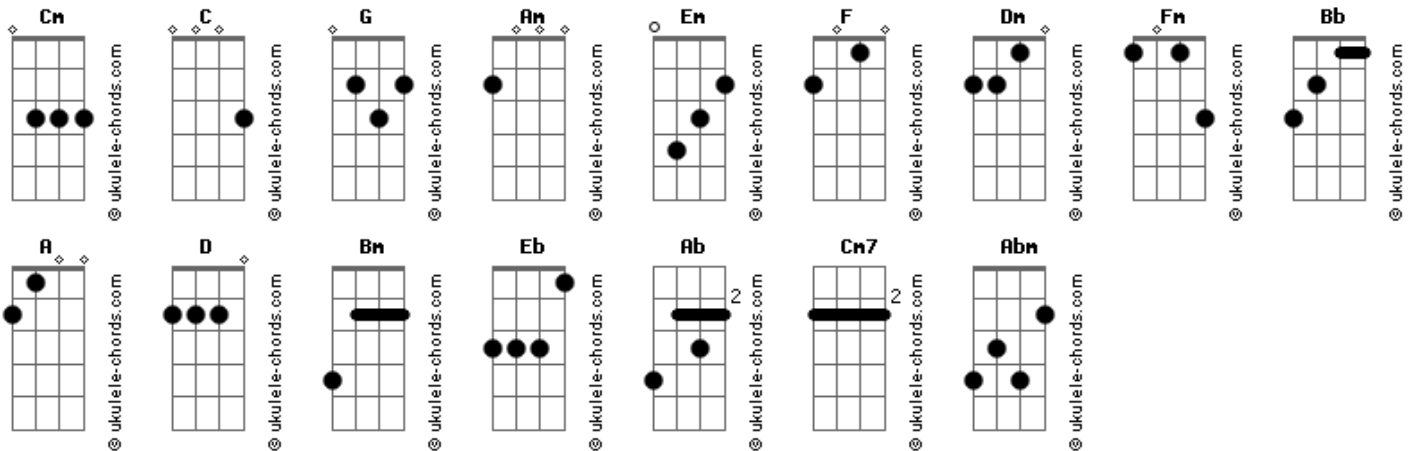 Cm C G Am Em F Dm Fm Bb
© ukulele-chords.com © ukulele-chords.com © ukulele-chords.com © ukulele-chords.com © ukulele-chords.com © ukulele-chords.com © ukulele-chords.com © ukulele-chords.com © ukulele-chords.com
A D Bm Eb Ab Cm7 Abm
2 2
© ukulele-chords.com © ukulele-chords.com © ukulele-chords.com © ukulele-chords.com © ukulele-chords.com © ukulele-chords.com © ukulele-chords.com